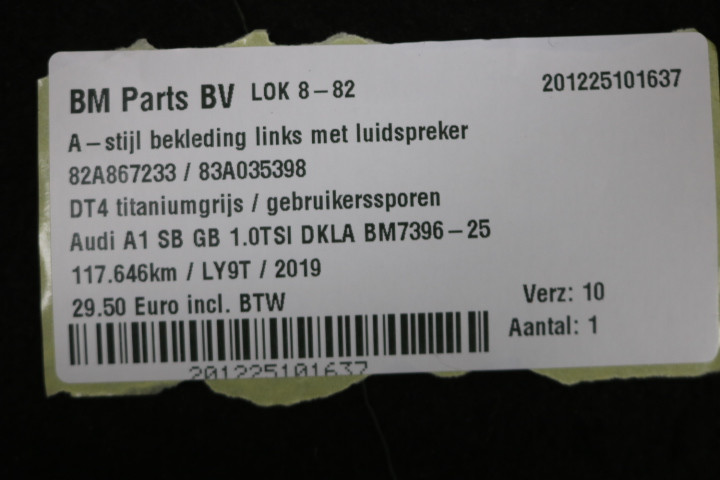 BM Parts BV LOK 8-82 201225101637
A-stijl bekleding links met luidspreker
82A867233 / 83A035398
DT4 titaniumgrijs / gebruikerssporen
Audi A1 SB GB 1.0TSI DKLA BM7396-25
117.646km / LY9T / 2019
29.50 Euro incl. BTW
Verz: 10
Aantal: 1
201225101637